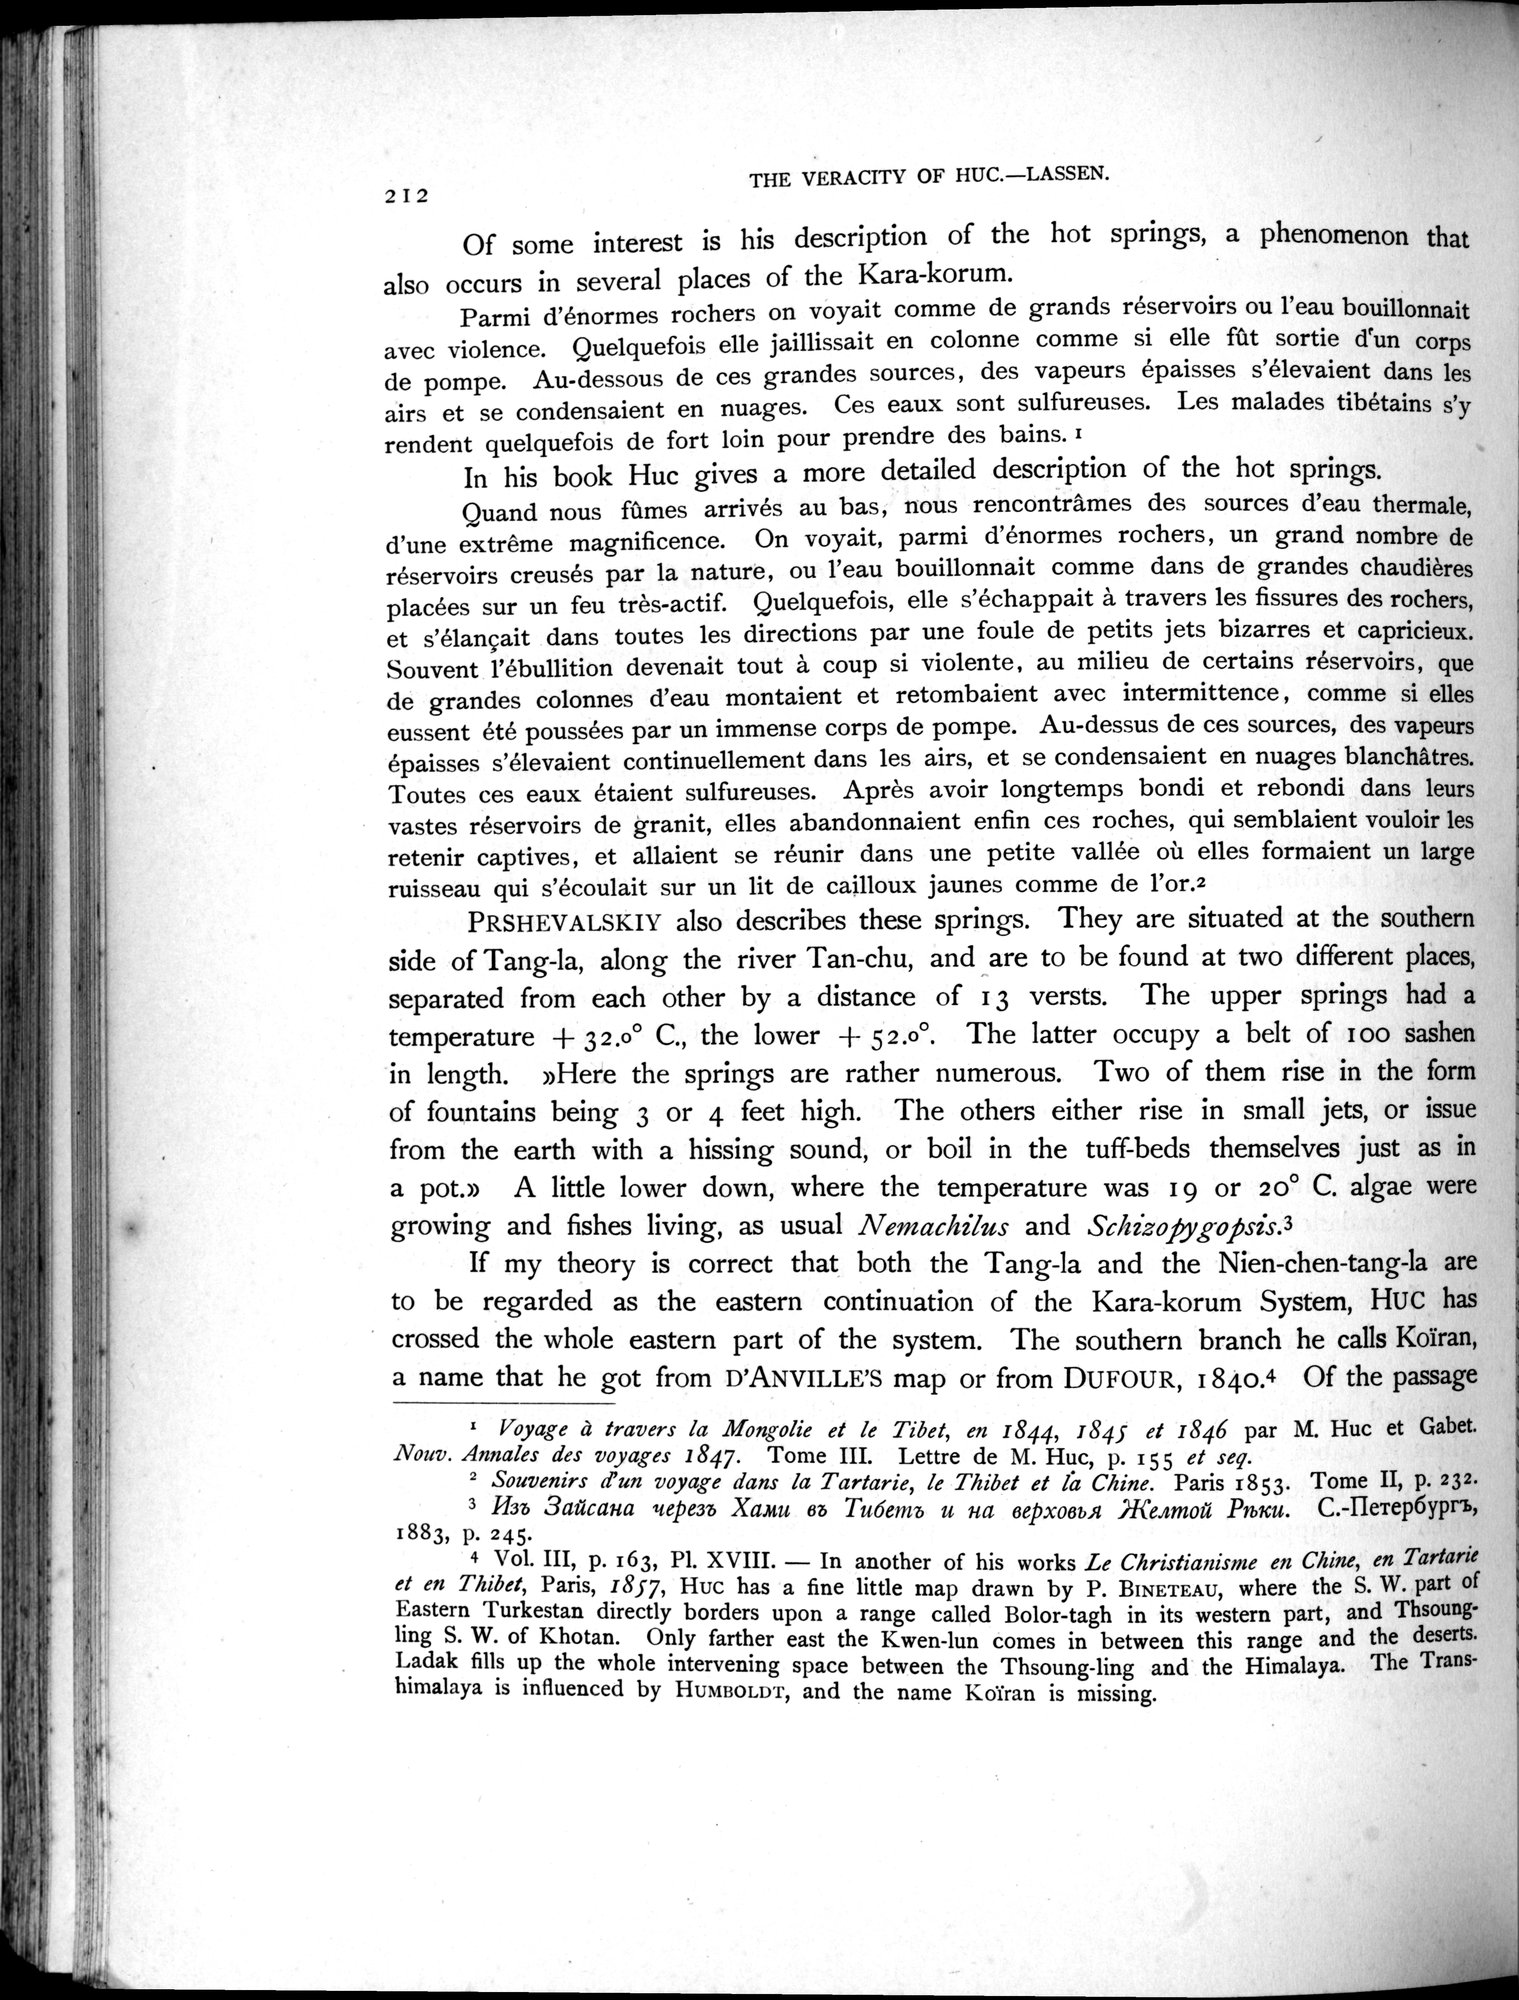 212
THE VERACITY OF HUC.—LASSEN.
Of some interest is his description of the hot springs, a phenomenon that
also occurs in several places of the Kara-korum.
Parmi d'énormes rochers on voyait comme de grands réservoirs ou l'eau bouillonnait
avec violence. Quelquefois elle jaillissait en colonne comme si elle fût sortie d'un corps
de pompe. Au-dessous de ces grandes sources, des vapeurs épaisses s'élevaient dans les
airs et se condensaient en nuages. Ces eaux sont sulfureuses. Les malades tibétains s'y
rendent quelquefois de fort loin pour prendre des bains.¹
In his book Huc gives a more detailed description of the hot springs.
Quand nous fûmes arrivés au bas, nous rencontrâmes des sources d'eau thermale,
d'une extrême magnificence. On voyait, parmi d'énormes rochers, un grand nombre de
réservoirs creusés par la nature, ou l'eau bouillonnait comme dans de grandes chaudières
placées sur un feu très-actif. Quelquefois, elle s'échappait à travers les fissures des rochers,
et s'élançait dans toutes les directions par une foule de petits jets bizarres et capricieux.
Souvent l'ébullition devenait tout à coup si violente, au milieu de certains réservoirs, que
de grandes colonnes d'eau montaient et retombaient avec intermittence, comme si elles
eussent été poussées par un immense corps de pompe. Au-dessus de ces sources, des vapeurs
épaisses s'élevaient continuellement dans les airs, et se condensaient en nuages blanchâtres.
Toutes ces eaux étaient sulfureuses. Après avoir longtemps bondi et rebondi dans leurs
vastes réservoirs de granit, elles abandonnaient enfin ces roches, qui semblaient vouloir les
retenir captives, et allaient se réunir dans une petite vallée où elles formaient un large
ruisseau qui s'écoulait sur un lit de cailloux jaunes comme de l'or.²
PRSHEVALSKIY also describes these springs. They are situated at the southern
side of Tang-la, along the river Tan-chu, and are to be found at two different places,
separated from each other by a distance of 13 versts. The upper springs had a
temperature + 32.0° C., the lower + 52.0°. The latter occupy a belt of 100 sashen
in length. »Here the springs are rather numerous. Two of them rise in the form
of fountains being 3 or 4 feet high. The others either rise in small jets, or issue
from the earth with a hissing sound, or boil in the tuff-beds themselves just as in
a pot.» A little lower down, where the temperature was 19 or 20° C. algae were
growing and fishes living, as usual Nemachilus and Schizopygopsis.³
If my theory is correct that both the Tang-la and the Nien-chen-tang-la are
to be regarded as the eastern continuation of the Kara-korum System, HUC has
crossed the whole eastern part of the system. The southern branch he calls Koïran,
a name that he got from D'ANVILLE'S map or from DUFOUR, 1840.⁴ Of the passage
¹ Voyage à travers la Mongolie et le Tibet, en 1844, 1845 et 1846 par M. Huc et Gabet.
Nouv. Annales des voyages 1847. Tome III. Lettre de M. Huc, p. 155 et seq.
² Souvenirs d'un voyage dans la Tartarie, le Thibet et la Chine. Paris 1853. Tome II, p. 232.
³ Изъ Зайсана черезъ Хами въ Тибетъ и на верховья Желтой Рѣки. С.-Петербургъ,
1883, p. 245.
⁴ Vol. III, p. 163, Pl. XVIII. — In another of his works Le Christianisme en Chine, en Tartarie
et en Thibet, Paris, 1857, HUC has a fine little map drawn by P. BINETEAU, where the S. W. part of
Eastern Turkestan directly borders upon a range called Bolor-tagh in its western part, and Thsoung-
ling S. W. of Khotan. Only farther east the Kwen-lun comes in between this range and the deserts.
Ladak fills up the whole intervening space between the Thsoung-ling and the Himalaya. The Trans-
himalaya is influenced by HUMBOLDT, and the name Koïran is missing.